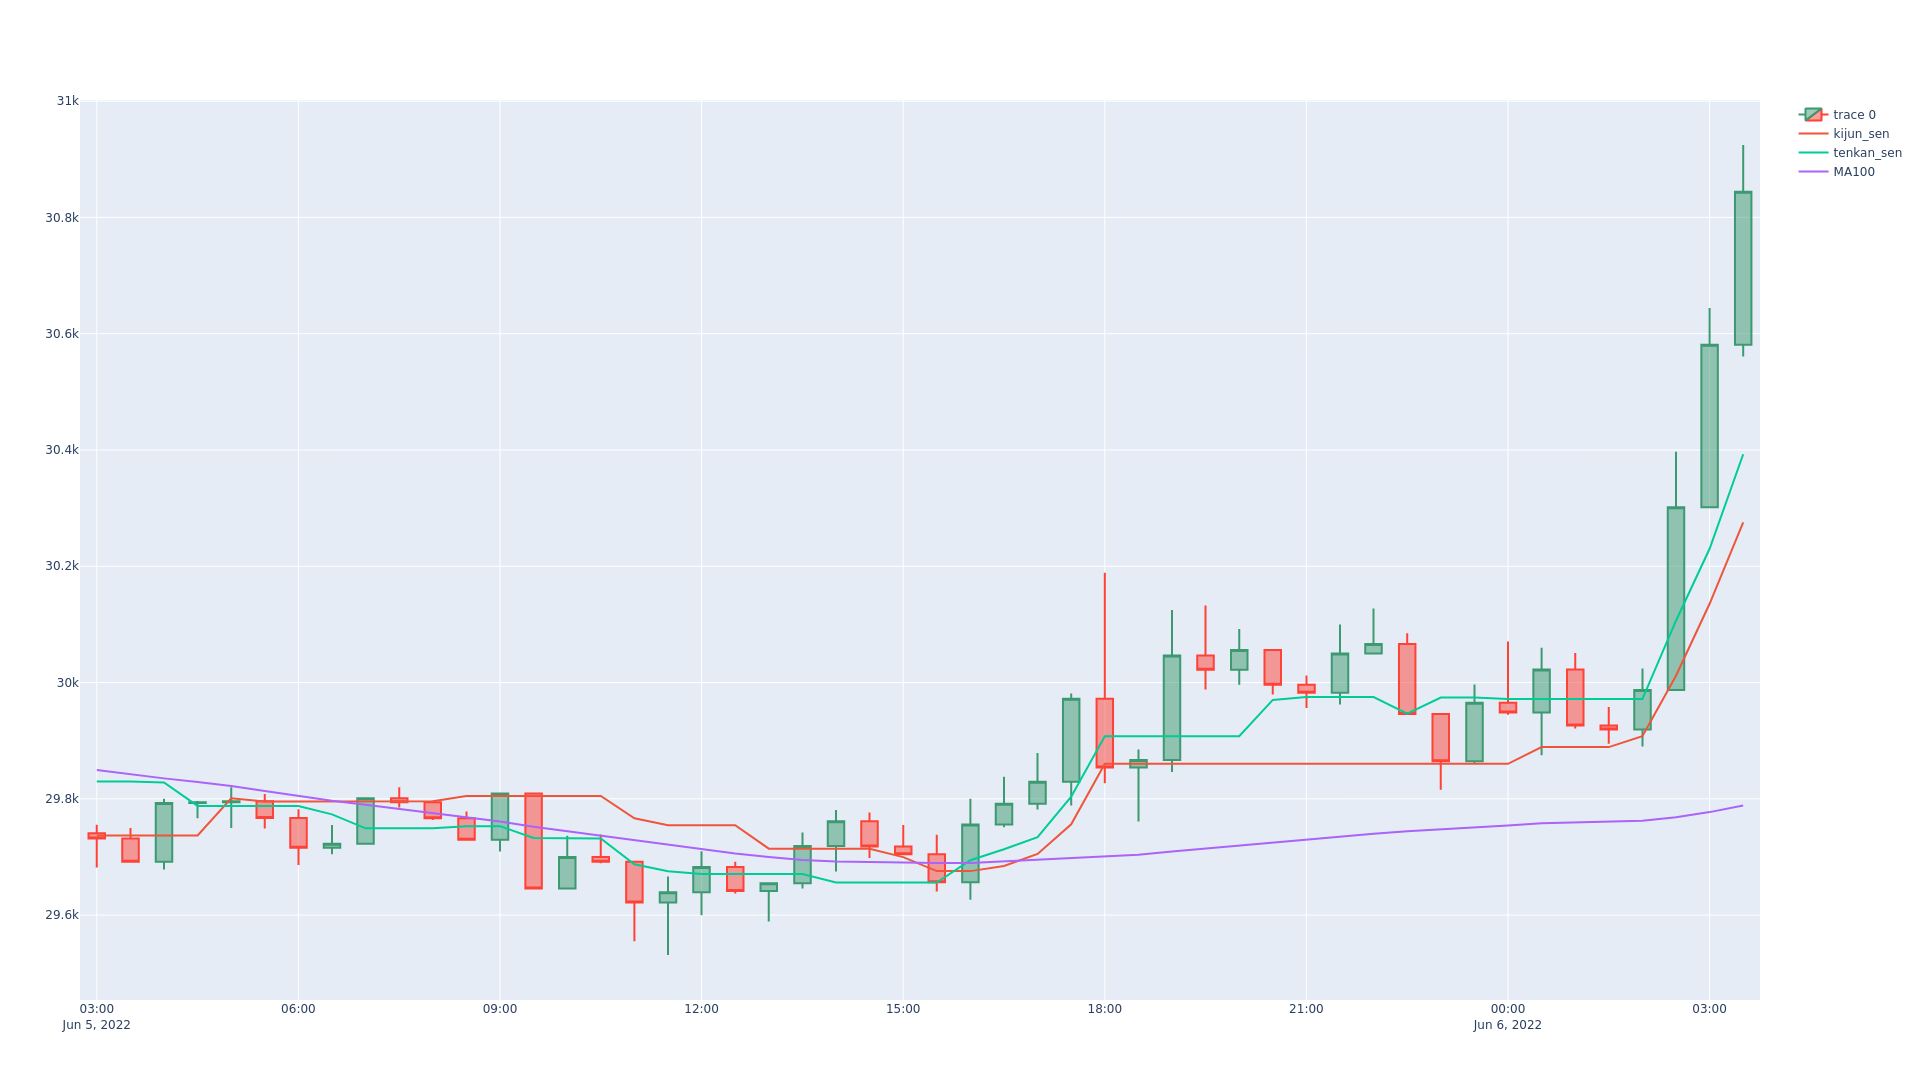 31k
30.8k
30.6k
30.4k
30.2k
30k
29.8k
29.6k
03:00
Jun 5, 2022
06:00
09:00
12:00
15:00
18:00
21:00
00:00
Jun 6, 2022
03:00
trace 0
kijun_sen
tenkan_sen
MA100